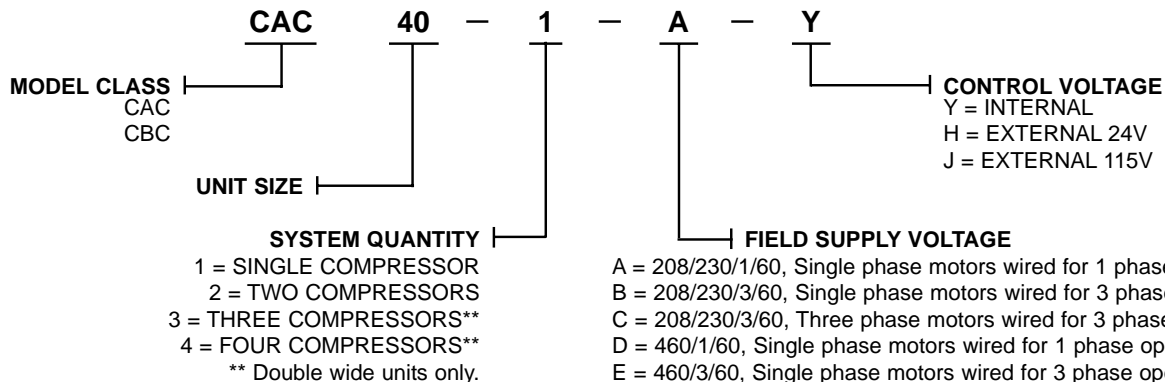 CAC 40 – 1 – A – Y
MODEL CLASS
CAC
CBC
CONTROL VOLTAGE
Y = INTERNAL
H = EXTERNAL 24V
J = EXTERNAL 115V
UNIT SIZE
SYSTEM QUANTITY
1 = SINGLE COMPRESSOR
2 = TWO COMPRESSORS
3 = THREE COMPRESSORS**
4 = FOUR COMPRESSORS**
** Double wide units only.
FIELD SUPPLY VOLTAGE
A = 208/230/1/60, Single phase motors wired for 1 phase
B = 208/230/3/60, Single phase motors wired for 3 phase
C = 208/230/3/60, Three phase motors wired for 3 phase
D = 460/1/60, Single phase motors wired for 1 phase
E = 460/3/60, Single phase motors wired for 3 phase